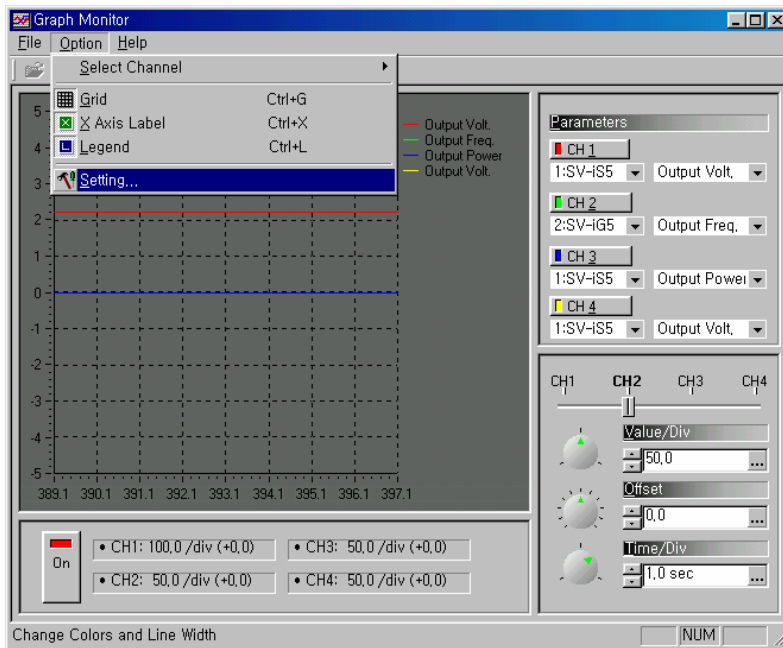 Graph Monitor
File Option Help
Select Channel
Grid Ctrl+G
X Axis Label Ctrl+X
Legend Ctrl+L
Setting...
5
4
3
2
1
0
-1
-2
-3
-4
-5
389.1 390.1 391.1 392.1 393.1 394.1 395.1 396.1 397.1
Output Volt.
Output Freq.
Output Power
Output Volt.
Parameters
CH 1
1:SV-iS5 Output Volt,
CH 2
2:SV-iG5 Output Freq,
CH 3
1:SV-iS5 Output Power
CH 4
1:SV-iS5 Output Volt,
CH1 CH2 CH3 CH4
Value/Div
50,0 ...
Offset
0,0 ...
Time/Div
1,0 sec ...
On
• CH1: 100,0 /div (+0,0) • CH3: 50,0 /div (+0,0)
• CH2: 50,0 /div (+0,0) • CH4: 50,0 /div (+0,0)
Change Colors and Line Width NUM